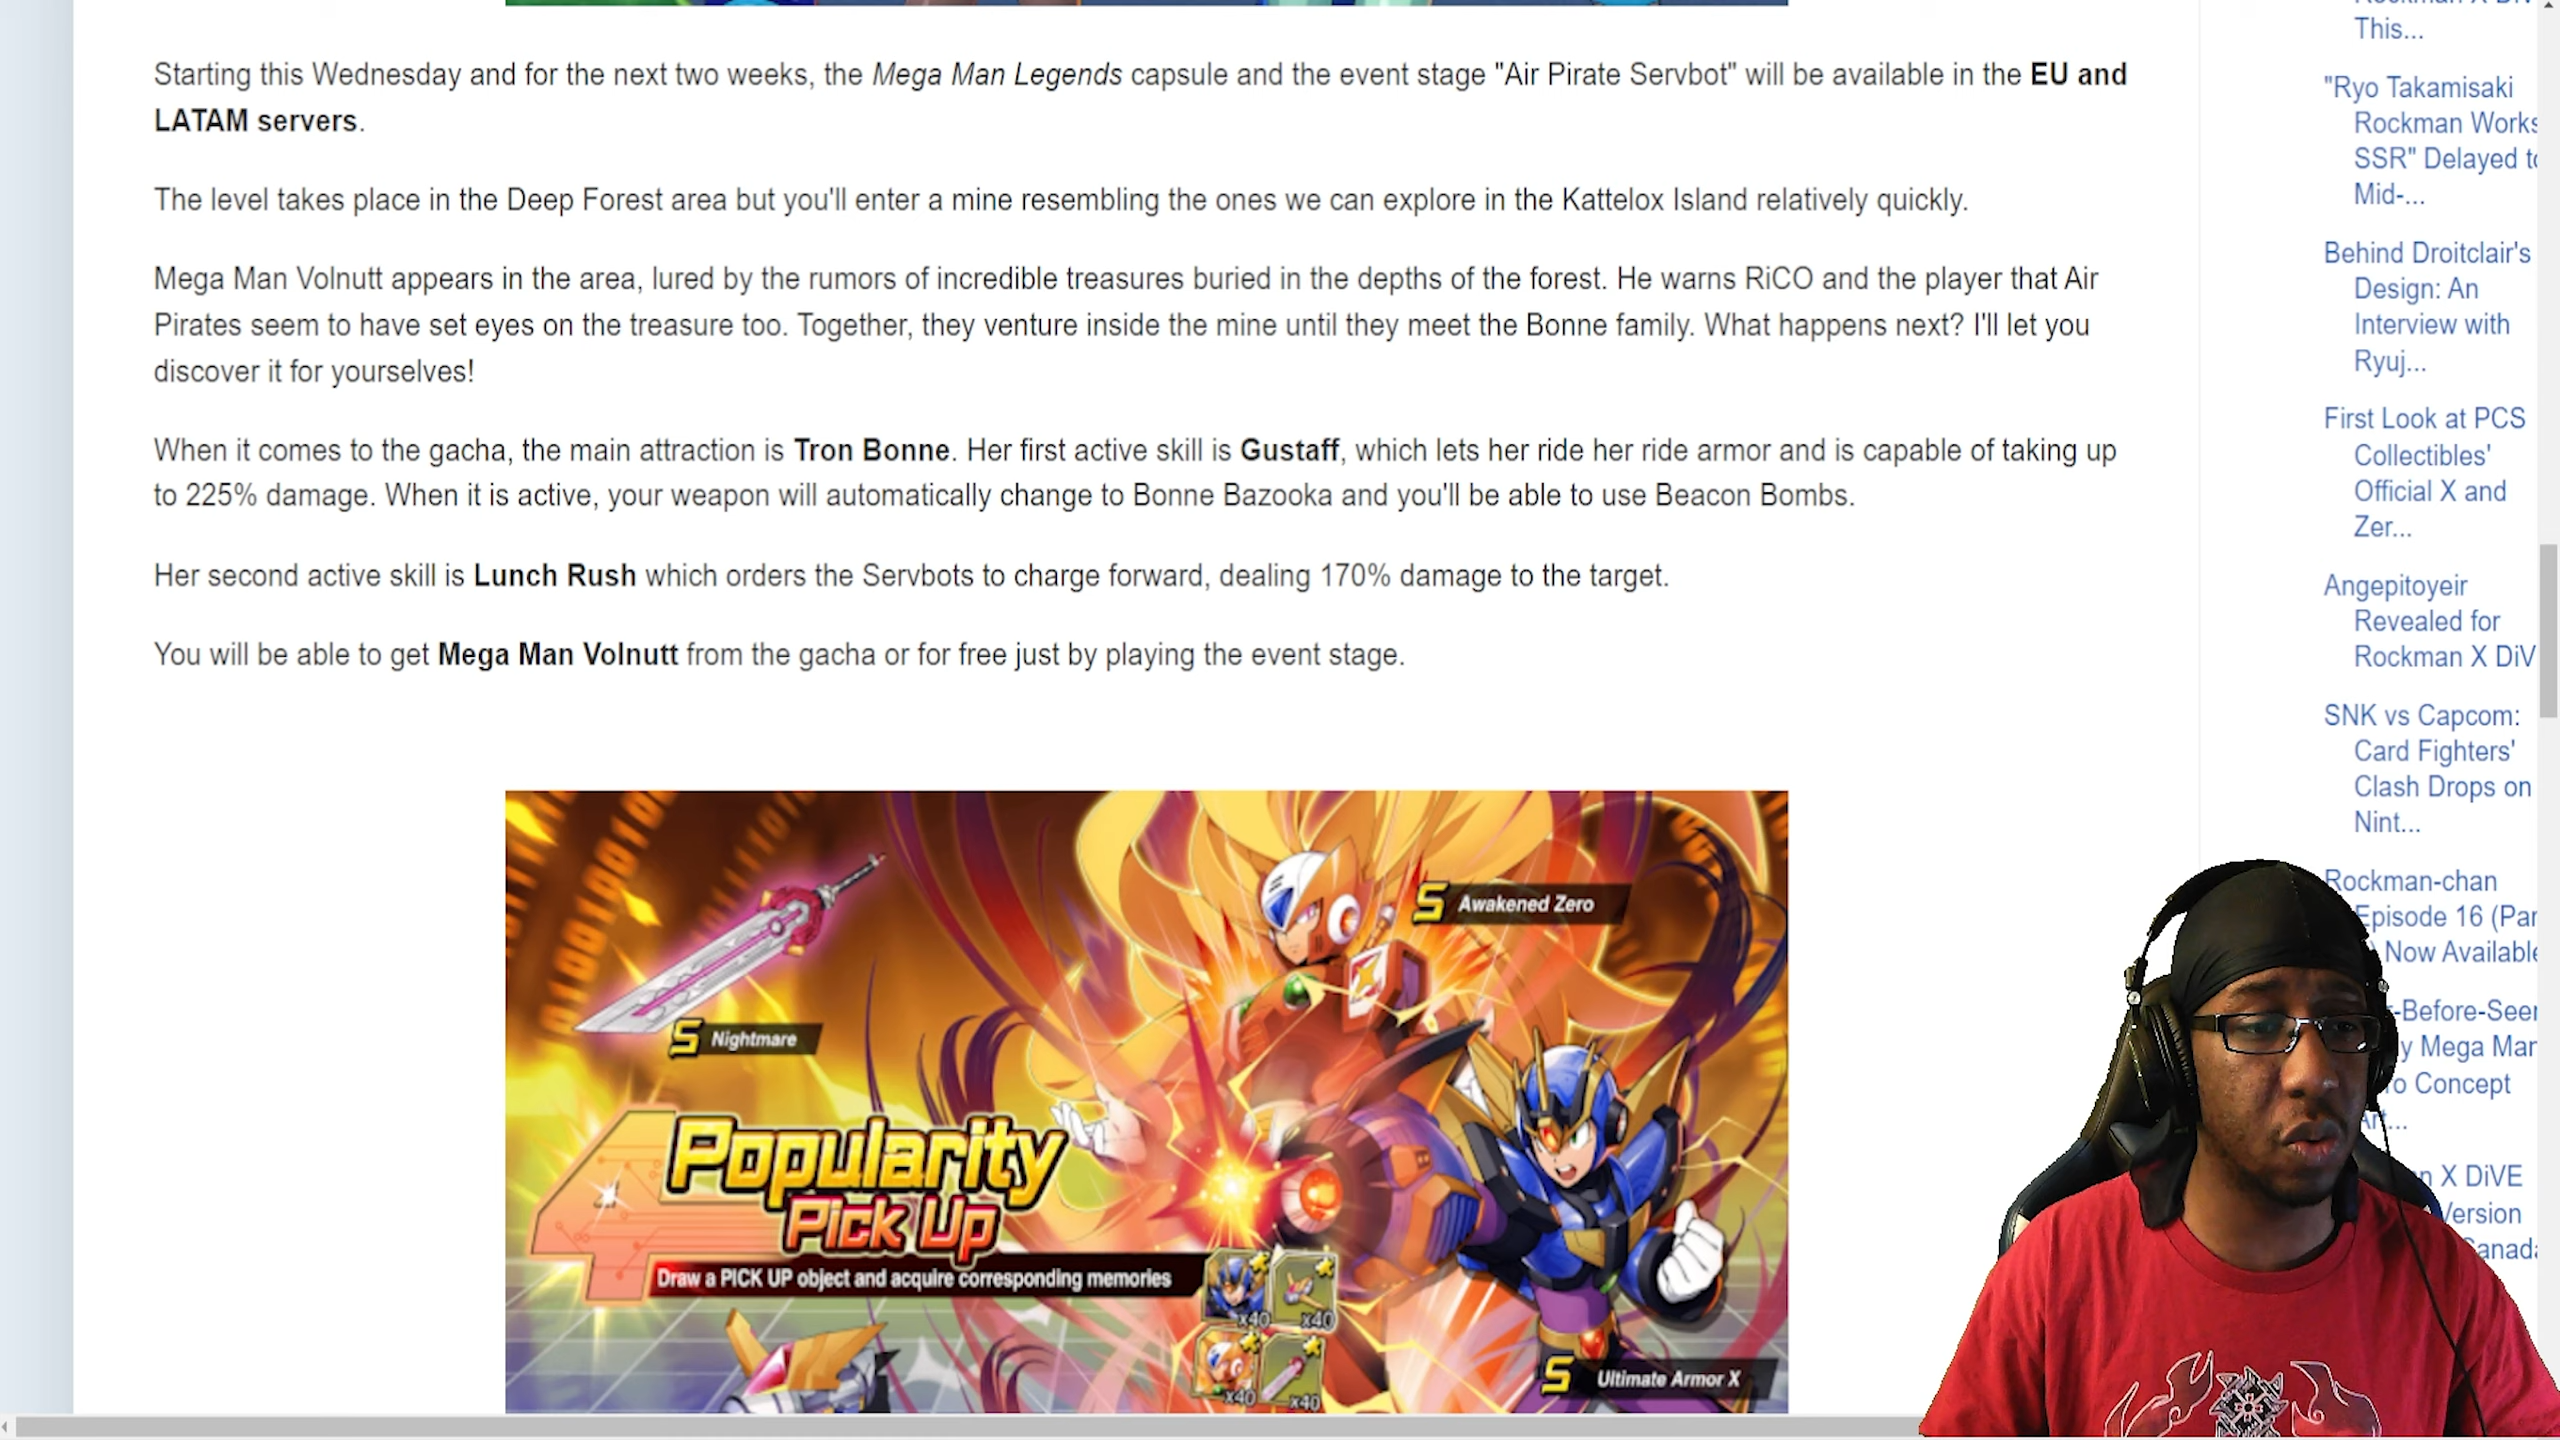 Starting this Wednesday and for the next two weeks, the Mega Man Legends capsule and the event stage "Air Pirate Servbot" will be available in the EU and
LATAM servers.
The level takes place in the Deep Forest area but you'll enter a mine resembling the ones we can explore in the Kattelox Island relatively quickly.
Mega Man Volnutt appears in the area, lured by the rumors of incredible treasures buried in the depths of the forest. He warns RiCO and the player that Air
Pirates seem to have set eyes on the treasure too. Together, they venture inside the mine until they meet the Bonne family. What happens next? I'll let you
discover it for yourselves!
When it comes to the gacha, the main attraction is Tron Bonne. Her first active skill is Gustaff, which lets her ride her ride armor and is capable of taking up
to 225% damage. When it is active, your weapon will automatically change to Bonne Bazooka and you'll be able to use Beacon Bombs.
Her second active skill is Lunch Rush which orders the Servbots to charge forward, dealing 170% damage to the target.
You will be able to get Mega Man Volnutt from the gacha or for free just by playing the event stage.
S Awakened Zero
S Nightmare
Popularity
Pick Up
Draw a PICK UP object and acquire corresponding memories
x40 x40
x40 x40
S Ultimate Armor X
This...
"Ryo Takamisaki
Rockman Works
SSR" Delayed to
Mid-...
Behind Droitclair's
Design: An
Interview with
Ryuj...
First Look at PCS
Collectibles'
Official X and
Zer...
Angepitoyeir
Revealed for
Rockman X DiV
SNK vs Capcom:
Card Fighters'
Clash Drops on
Nint...
Rockman-chan
Episode 16 (Par
Now Available
-Before-Seen
y Mega Man
o Concept
Art...
X DiVE
Version
Canada